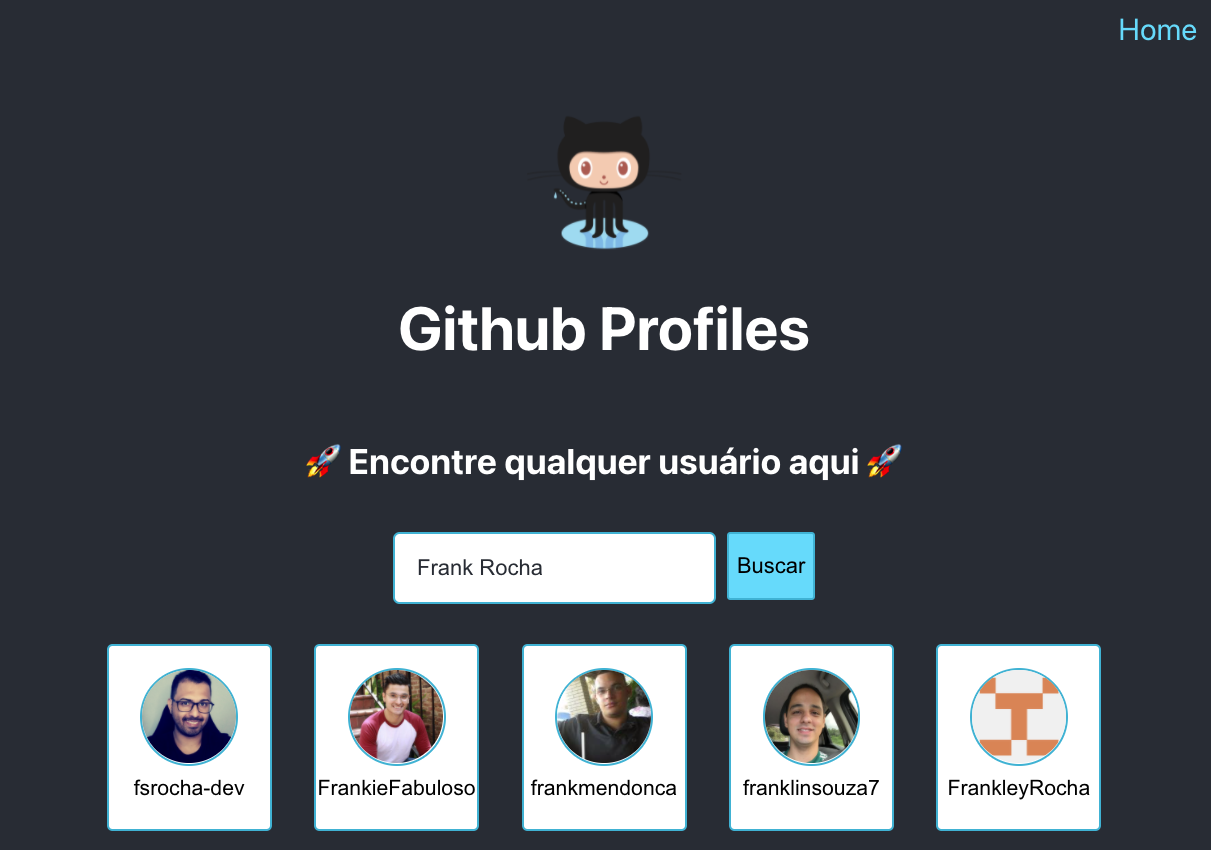 Home
Github Profiles
🚀 Encontre qualquer usuário aqui 🚀
Frank Rocha
Buscar
fsrocha-dev
FrankieFabuloso
frankmendonca
franklinsouza7
FrankleyRocha